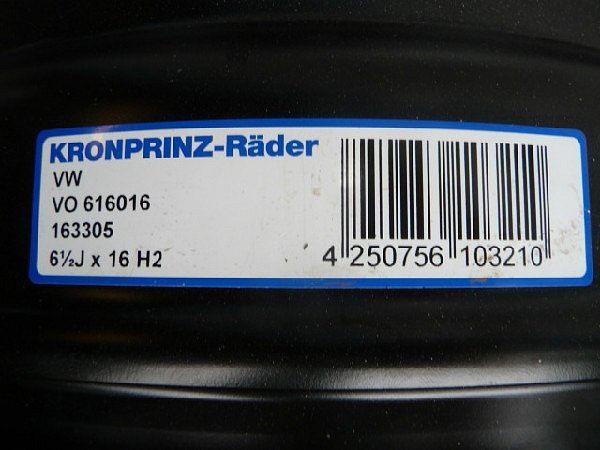 KRONPRINZ-Räder
VW
VO 616016
163305
6½J x 16 H2
4 250756 103210